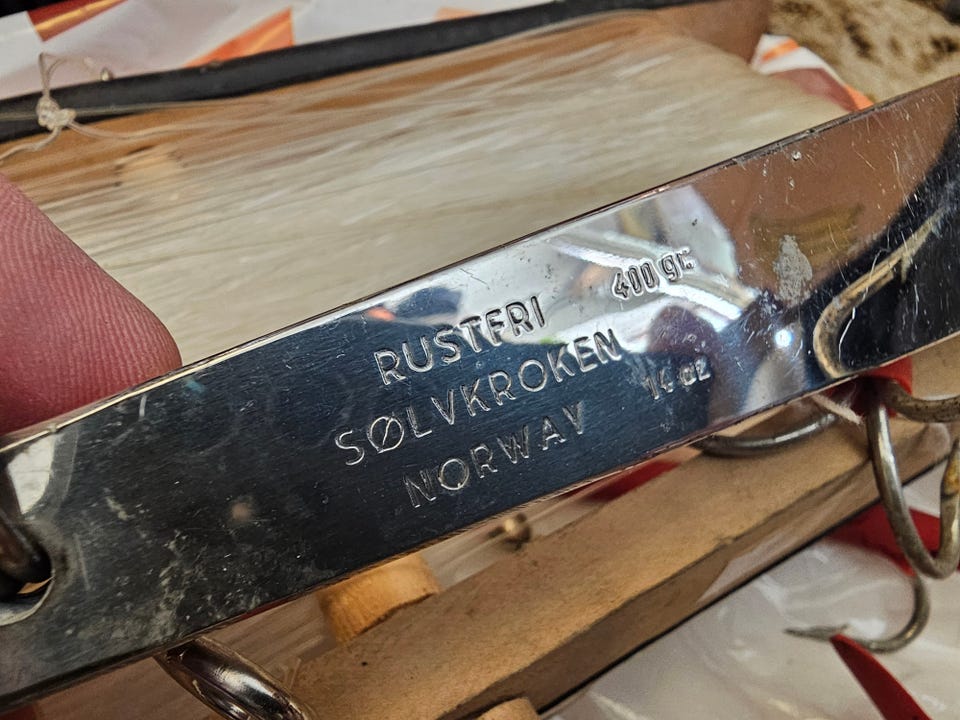 RUSTFRI
SØLVKROKEN
NORWAY
400 gr
14 oz